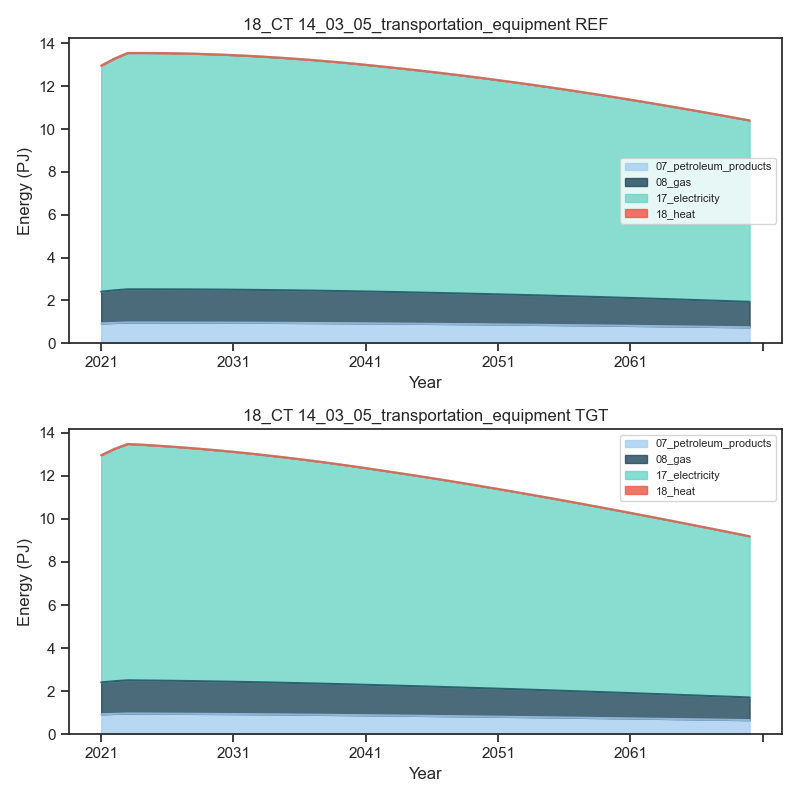 18_CT 14_03_05_transportation_equipment REF
14
12
10
8
6
4
2
0
Energy (PJ)
07_petroleum_products
08_gas
17_electricity
18_heat
2021 2031 2041 2051 2061
Year
18_CT 14_03_05_transportation_equipment TGT
14
12
10
8
6
4
2
0
Energy (PJ)
07_petroleum_products
08_gas
17_electricity
18_heat
2021 2031 2041 2051 2061
Year